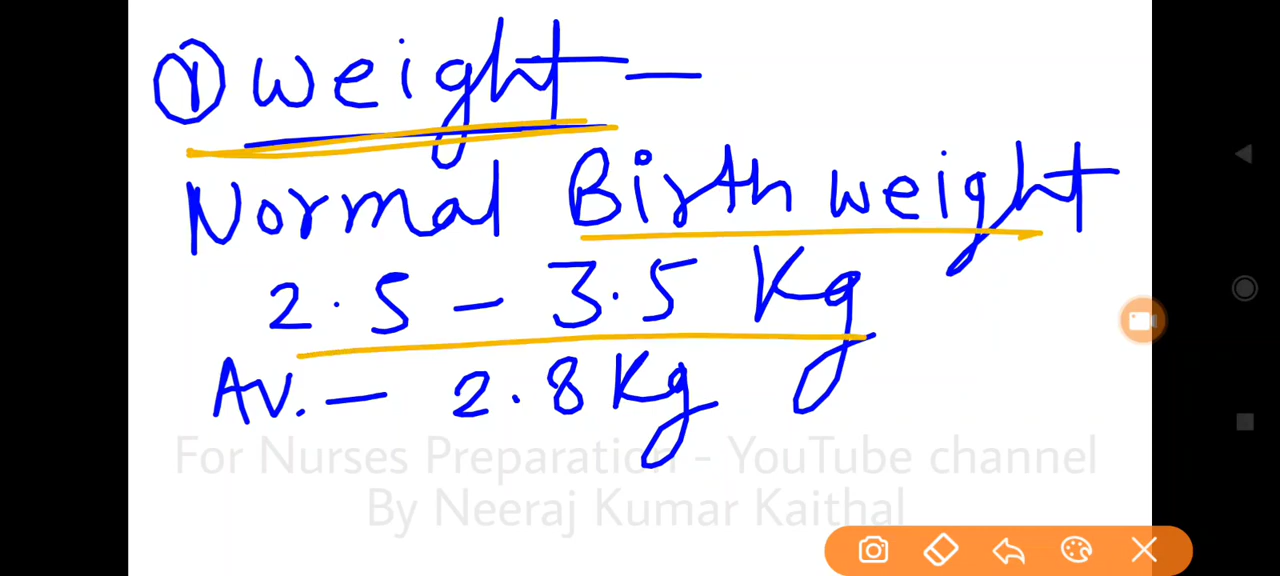 ① Weight –
Normal Birth weight
2.5 – 3.5 Kg
Av. – 2.8 Kg
For Nurses Preparation - YouTube channel
By Neeraj Kumar Kaithal